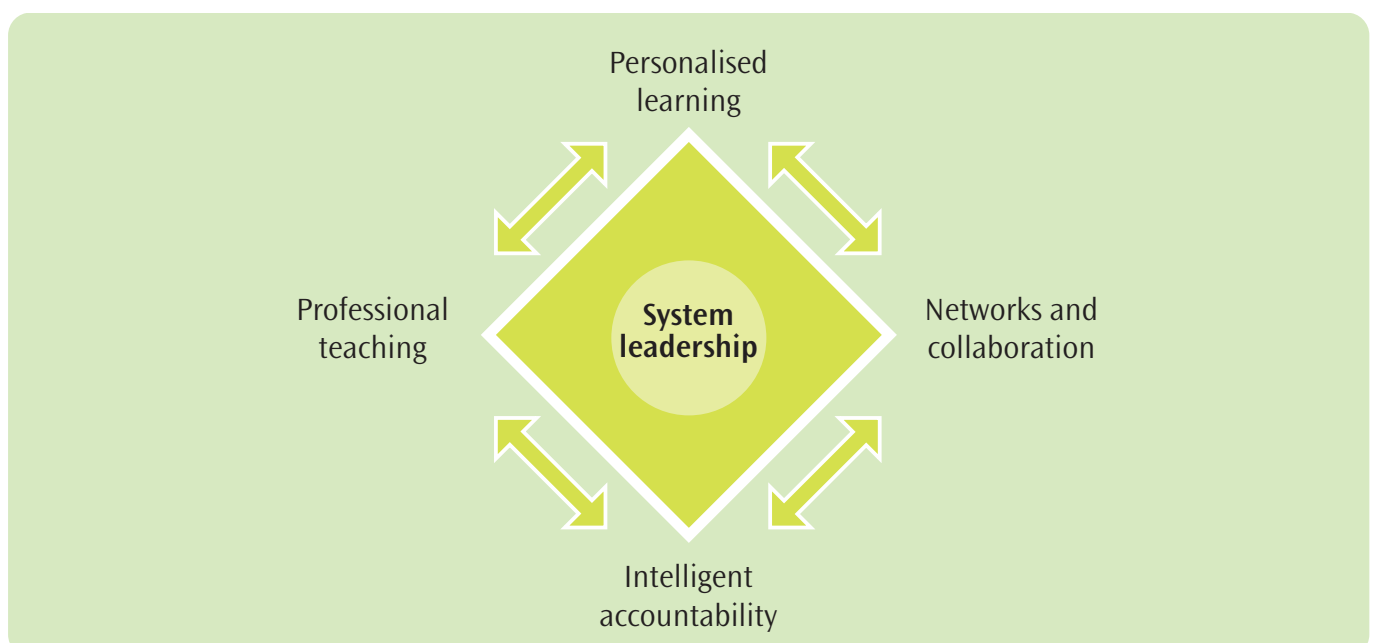 Personalised
learning
Professional
teaching
System
leadership
Networks and
collaboration
Intelligent
accountability